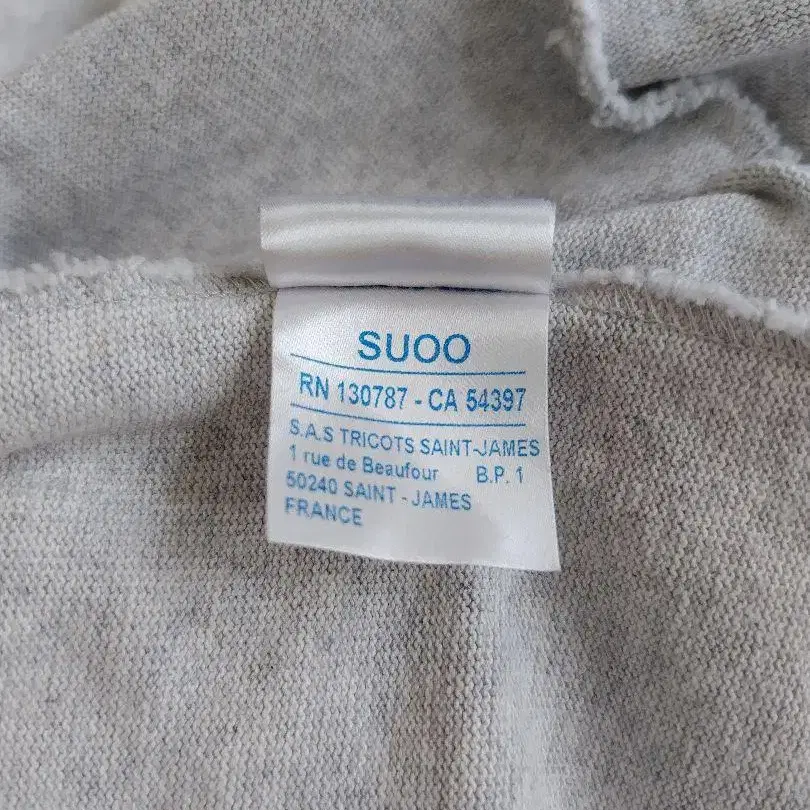 SUOO
RN 130787 - CA 54397
S.A.S TRICOTS SAINT-JAMES
1 rue de Beaufour B.P. 1
50240 SAINT - JAMES
FRANCE